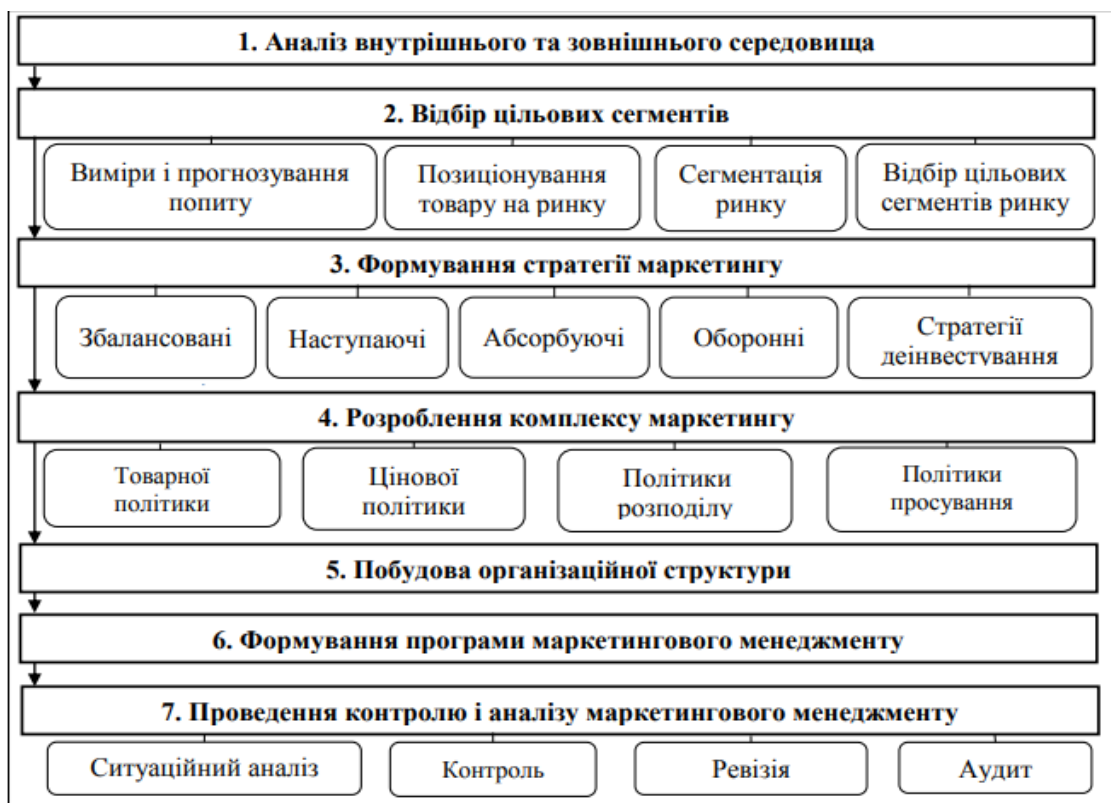 1. Аналіз внутрішнього та зовнішнього середовища
2. Відбір цільових сегментів
Виміри і прогнозування
попиту
Позиціонування
товару на ринку
Сегментація
ринку
Відбір цільових
сегментів ринку
3. Формування стратегії маркетингу
Збалансовані
Наступаючі
Абсорбуючі
Оборонні
Стратегії
деінвестування
4. Розроблення комплексу маркетингу
Товарної
політики
Цінової
політики
Політики
розподілу
Політики
просування
5. Побудова організаційної структури
6. Формування програми маркетингового менеджменту
7. Проведення контролю і аналізу маркетингового менеджменту
Ситуаційний аналіз
Контроль
Ревізія
Аудит